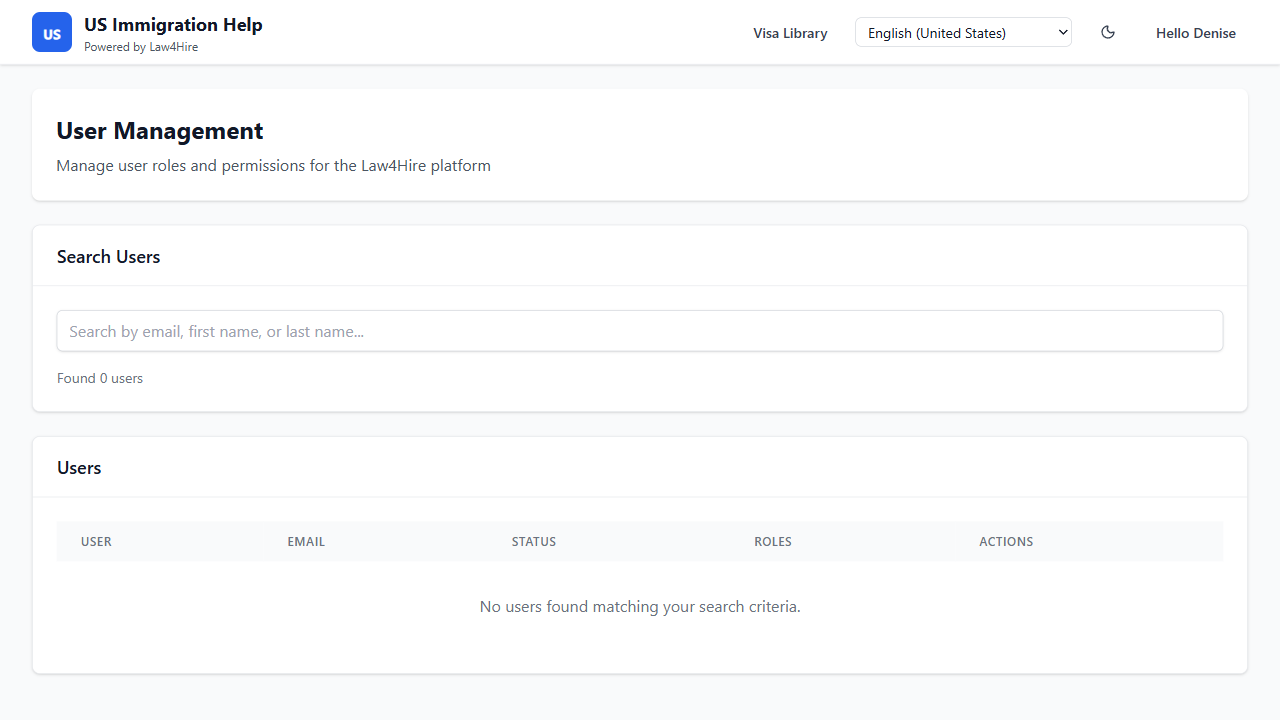 US
US Immigration Help
Powered by Law4Hire
Visa Library
English (United States)
Hello Denise
User Management
Manage user roles and permissions for the Law4Hire platform
Search Users
Search by email, first name, or last name...
Found 0 users
Users
USER EMAIL STATUS ROLES ACTIONS
No users found matching your search criteria.